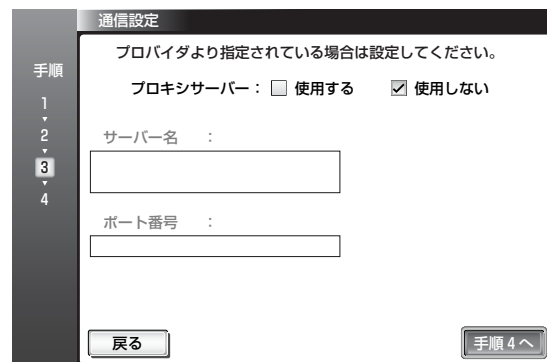 通信設定
プロバイダより指定されている場合は設定してください。
手順
1
2
3
4
プロキシサーバー： 使用する 使用しない
サーバー名 ：
ポート番号 ：
戻る
手順 4 へ